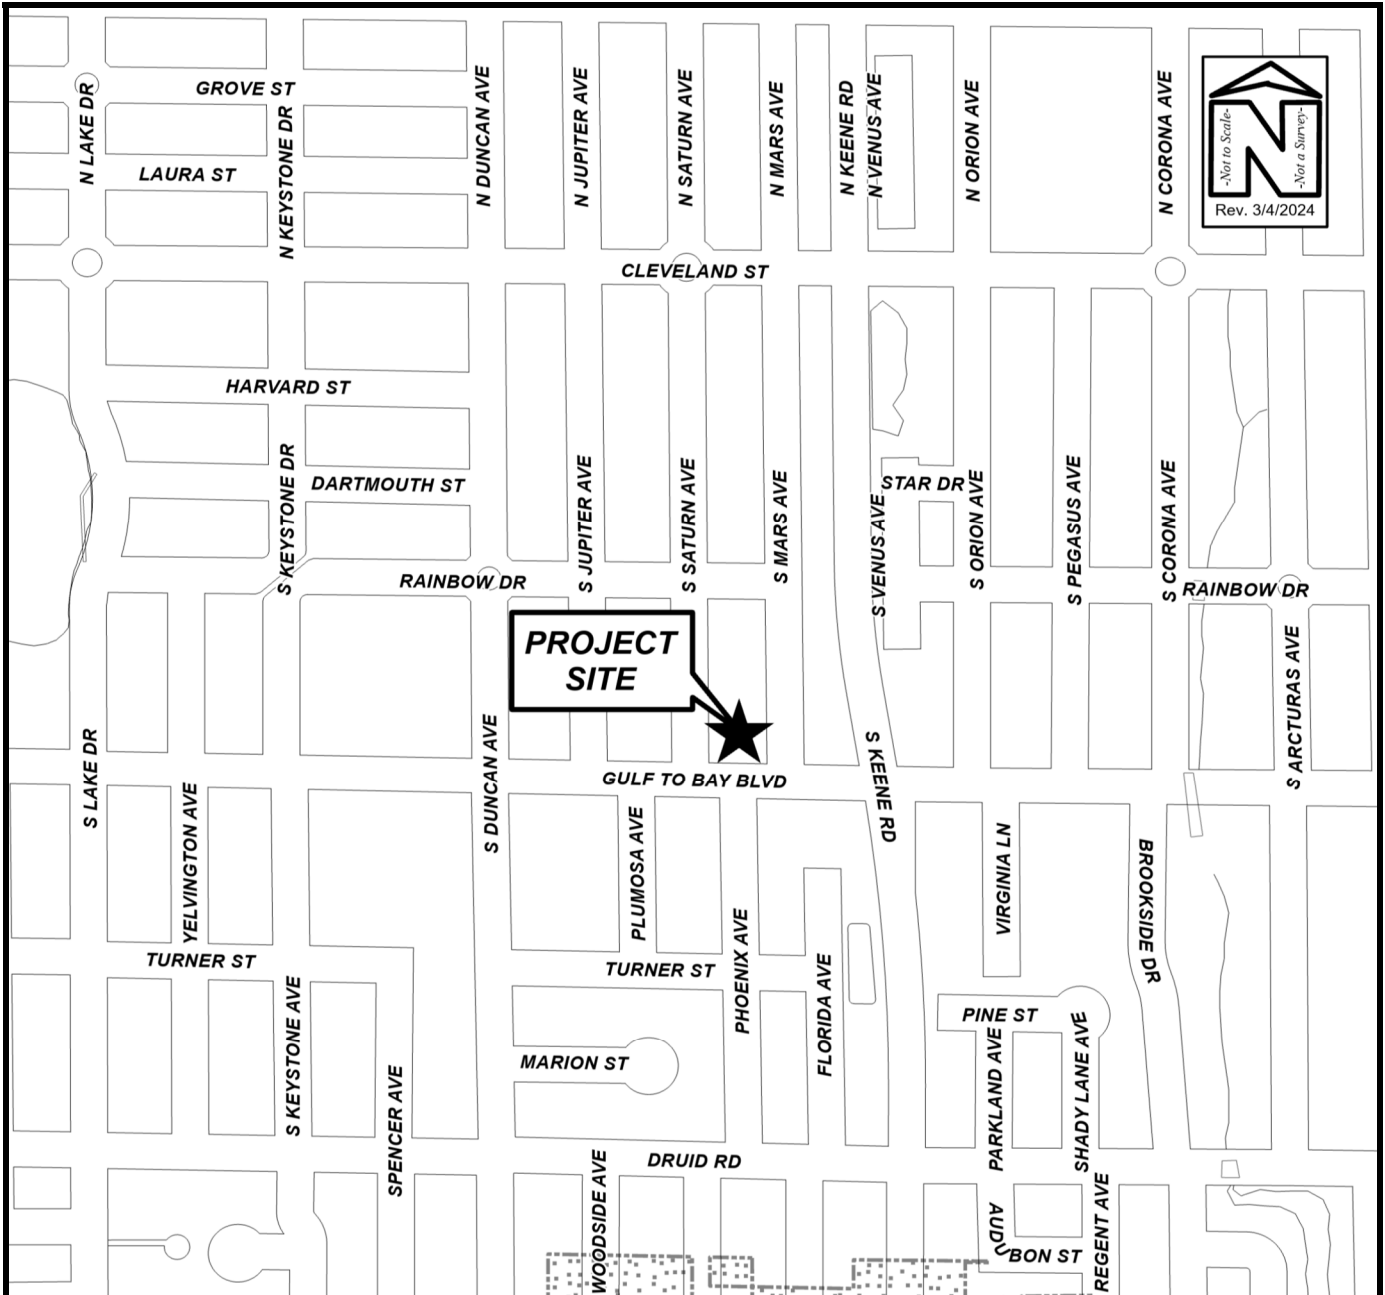 GROVE ST
LAURA ST
N LAKE DR
N KEYSTONE DR
N DUNCAN AVE
N JUPITER AVE
N SATURN AVE
N MARS AVE
N KEENE RD
N VENUS AVE
N ORION AVE
N CORONA AVE
-Not to Scale-
N
-Not a Survey-
Rev. 3/4/2024
CLEVELAND ST
HARVARD ST
DARTMOUTH ST
S KEYSTONE DR
RAINBOW DR
S JUPITER AVE
S SATURN AVE
S MARS AVE
S VENUS AVE
STAR DR
S ORION AVE
S PEGASUS AVE
S CORONA AVE
RAINBOW DR
S ARCTURAS AVE
PROJECT
SITE
S LAKE DR
YELVINGTON AVE
S DUNCAN AVE
GULF TO BAY BLVD
S KEENE RD
PLUMOSA AVE
PHOENIX AVE
FLORIDA AVE
VIRGINIA LN
BROOKSIDE DR
TURNER ST
TURNER ST
S KEYSTONE AVE
SPENCER AVE
MARION ST
PINE ST
PARKLAND AVE
SHADY LANE AVE
DRUID RD
WOODSIDE AVE
AUDUBON ST
REGENT AVE